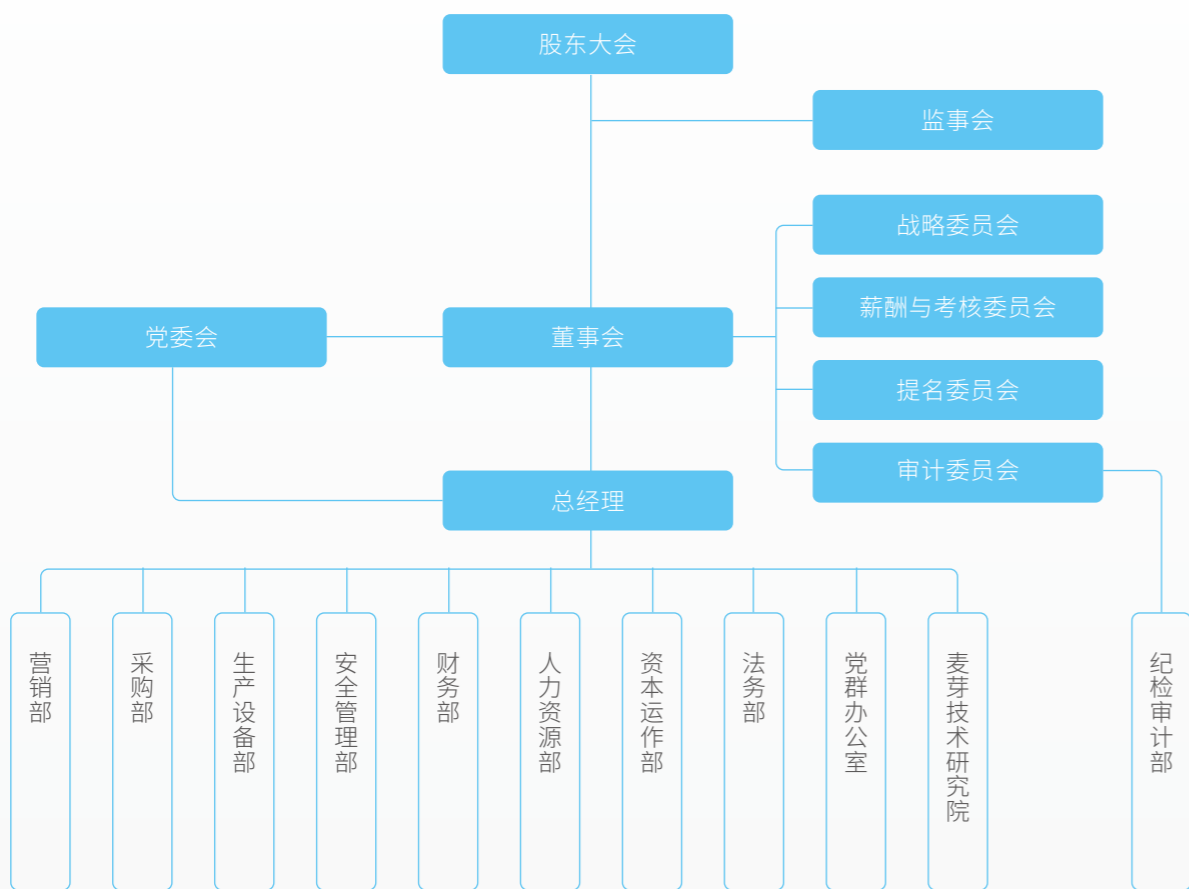 股东大会
监事会
战略委员会
薪酬与考核委员会
党委会
董事会
提名委员会
审计委员会
总经理
营销部
采购部
生产设备部
安全管理部
财务部
人力资源部
资本运作部
法务部
党群办公室
麦芽技术研究院
纪检审计部